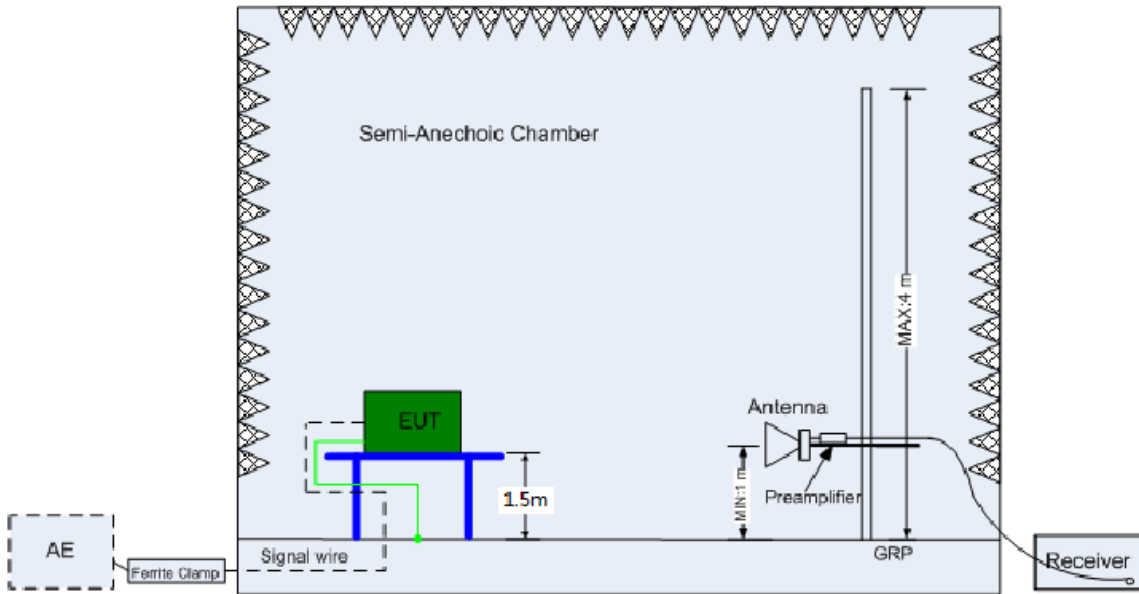 Semi-Anechoic Chamber
MAX:4 m
EUT
Antenna
1.5m
MIN:1 m
Preamplifier
AE
Ferrite Clamp
Signal wire
GRP
Receiver